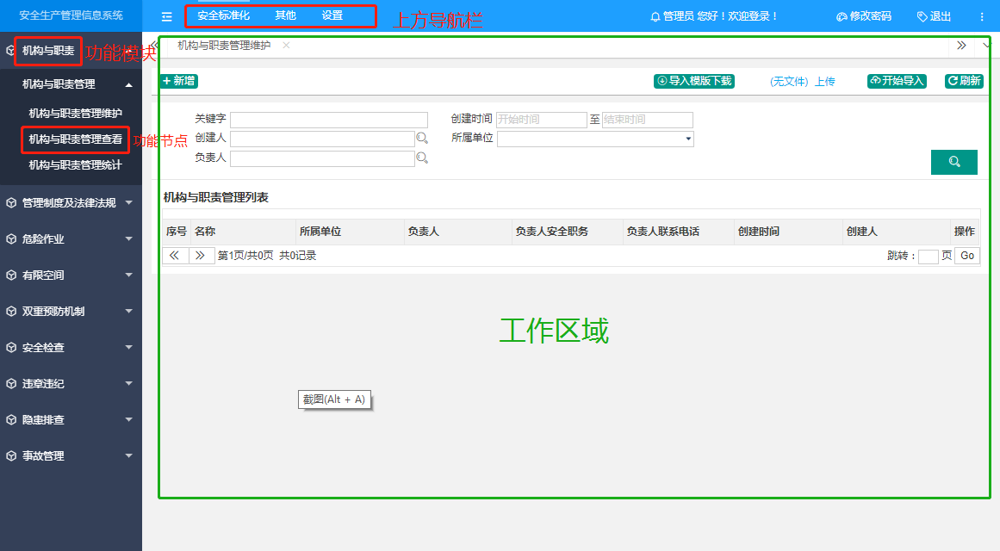 安全生产管理信息系统 安全标准化 其他 设置 上方导航栏 管理员 您好！欢迎登录！ 修改密码 退出
机构与职责 功能模块 机构与职责管理维护
机构与职责管理
机构与职责管理维护
机构与职责管理查看 功能节点
机构与职责管理统计
管理制度及法律法规
危险作业
有限空间
双重预防机制
安全检查
违章违纪
隐患排查
事故管理
新增 导入模版下载 (无文件) 上传 开始导入 刷新
关键字 创建时间 开始时间 至 结束时间
创建人 所属单位
负责人
机构与职责管理列表
序号 名称 所属单位 负责人 负责人安全职务 负责人联系电话 创建时间 创建人 操作
第1页/共0页 共0记录 跳转： 页 Go
工作区域
截图(Alt + A)